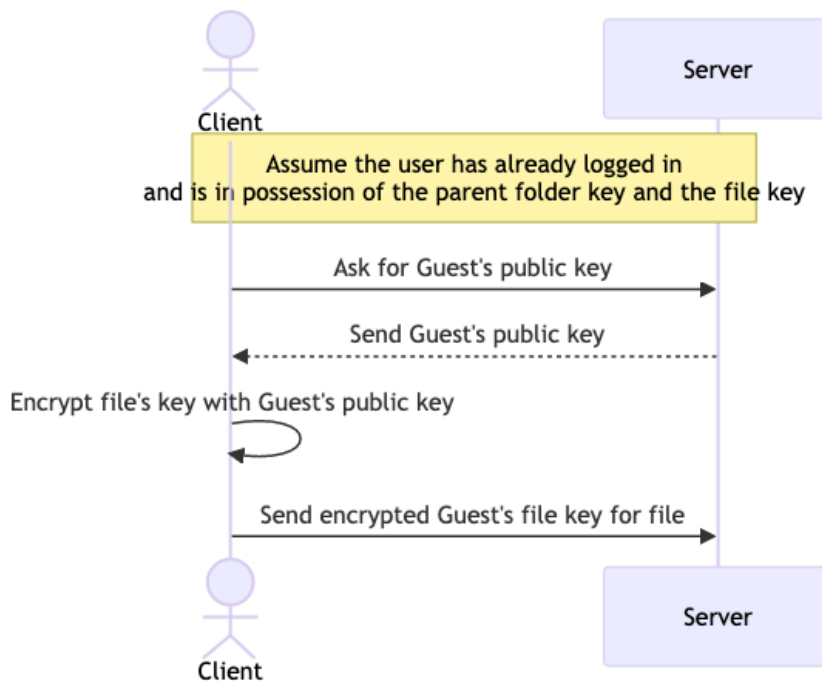 Client
Server
Assume the user has already logged in
and is in possession of the parent folder key and the file key
Ask for Guest's public key
Send Guest's public key
Encrypt file's key with Guest's public key
Send encrypted Guest's file key for file
Client
Server